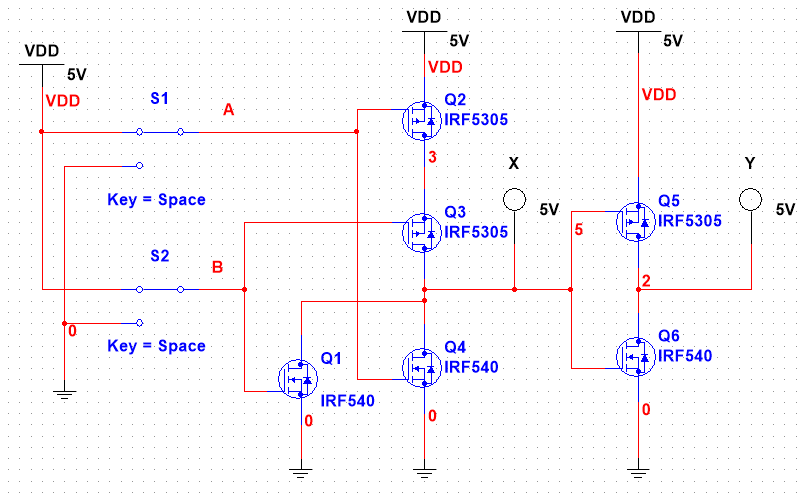 VDD
5V
VDD
5V
VDD
5V
VDD
S1
A
Key = Space
S2
B
0
Key = Space
VDD
Q2
IRF5305
3
Q3
IRF5305
Q1
IRF540
0
Q4
IRF540
0
X
5V
VDD
Q5
IRF5305
5
2
Y
5V
Q6
IRF540
0